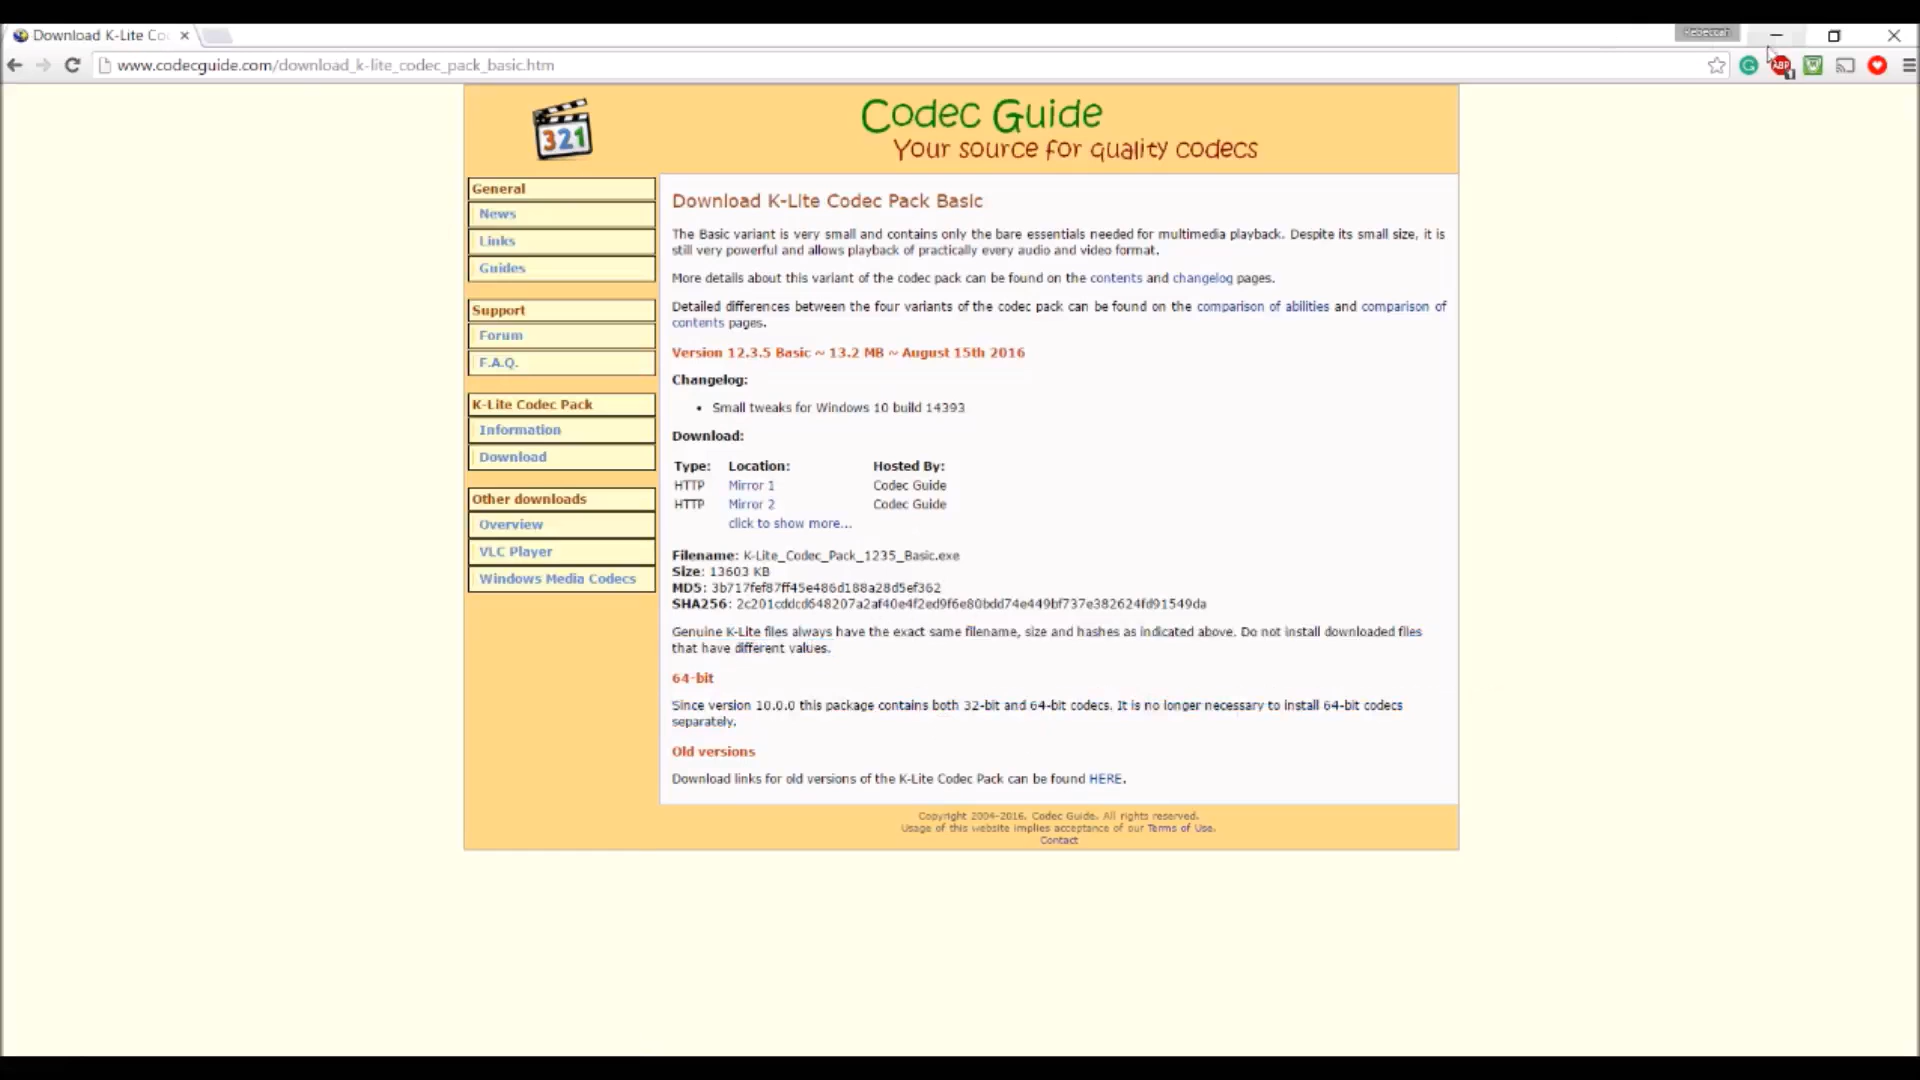 Download K-Lite Co
Rebeccah
www.codecguide.com/download_k-lite_codec_pack_basic.htm
ABP
1
321
Codec Guide
Your source for quality codecs
General
News
Links
Guides
Support
Forum
F.A.Q.
K-Lite Codec Pack
Information
Download
Other downloads
Overview
VLC Player
Windows Media Codecs
Download K-Lite Codec Pack Basic
The Basic variant is very small and contains only the bare essentials needed for multimedia playback. Despite its small size, it is
still very powerful and allows playback of practically every audio and video format.
More details about this variant of the codec pack can be found on the contents and changelog pages.
Detailed differences between the four variants of the codec pack can be found on the comparison of abilities and comparison of
contents pages.
Version 12.3.5 Basic ~ 13.2 MB ~ August 15th 2016
Changelog:
• Small tweaks for Windows 10 build 14393
Download:
Type: Location: Hosted By:
HTTP Mirror 1 Codec Guide
HTTP Mirror 2 Codec Guide
click to show more...
Filename: K-Lite_Codec_Pack_1235_Basic.exe
Size: 13603 KB
MD5: 3b717fef87ff45e486d188a28d5ef362
SHA256: 2c201cddcd648207a2af40e4f2ed9f6e80bdd74e449bf737e382624fd91549da
Genuine K-Lite files always have the exact same filename, size and hashes as indicated above. Do not install downloaded files
that have different values.
64-bit
Since version 10.0.0 this package contains both 32-bit and 64-bit codecs. It is no longer necessary to install 64-bit codecs
separately.
Old versions
Download links for old versions of the K-Lite Codec Pack can be found HERE.
Copyright 2004-2016. Codec Guide. All rights reserved.
Usage of this website implies acceptance of our Terms of Use.
Contact